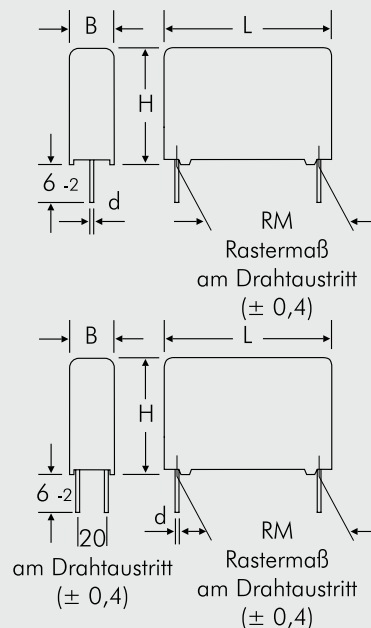 B
L
H
6 -2
d
RM
Rastermaß
am Drahtaustritt
(± 0,4)
B
L
H
6 -2
d
20
am Drahtaustritt
(± 0,4)
RM
Rastermaß
am Drahtaustritt
(± 0,4)